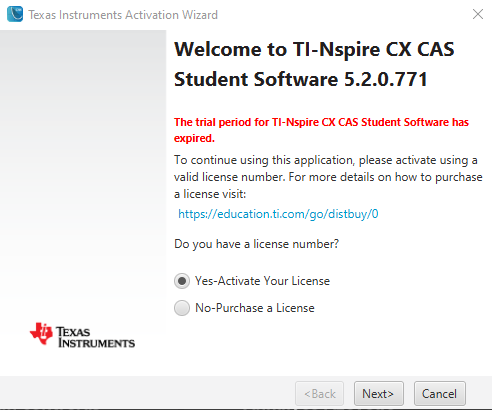 Texas Instruments Activation Wizard
Welcome to TI-Nspire CX CAS
Student Software 5.2.0.771
The trial period for TI-Nspire CX CAS Student Software has
expired.
To continue using this application, please activate using a
valid license number. For more details on how to purchase
a license visit:
https://education.ti.com/go/distbuy/0
Do you have a license number?
Yes-Activate Your License
No-Purchase a License
TEXAS
INSTRUMENTS
<Back Next> Cancel